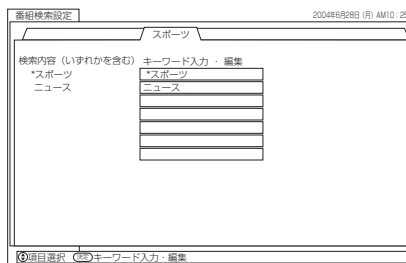 番組検索設定
2004年6月28日 (月) AM10：25
スポーツ
検索内容（いずれかを含む） キーワード入力 ・ 編集
*スポーツ *スポーツ
ニュース ニュース
項目選択 決定 キーワード入力・編集